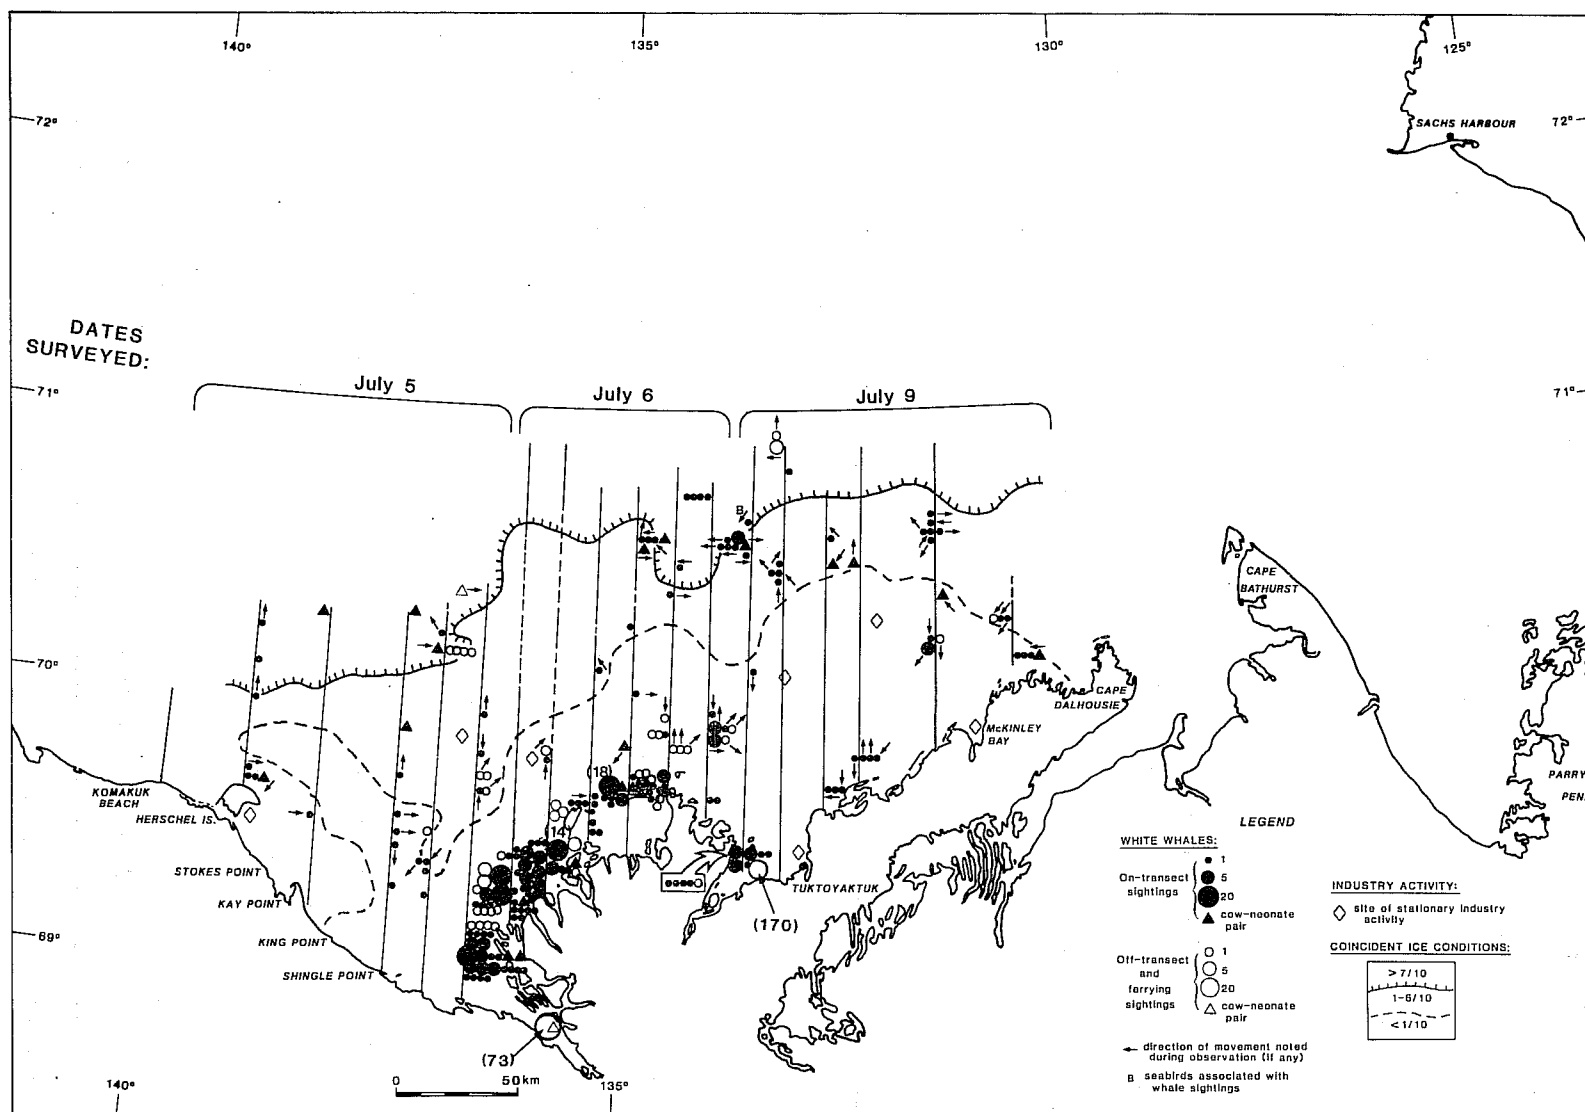 140°
135°
130°
125°
72°
SACHS HARBOUR
72°
DATES
SURVEYED:
71°
July 5
July 6
July 9
71°
B
CAPE
BATHURST
70°
CAPE
DALHOUSIE
McKINLEY
BAY
KOMAKUK
BEACH
HERSCHEL IS.
(18)
9
PARRY
PEN
(14)
STOKES POINT
KAY POINT
TUKTOYAKTUK
(170)
69°
KING POINT
SHINGLE POINT
(73)
140°
0
50km
135°
LEGEND
WHITE WHALES:
On-transect
sightings
1
5
20
cow-neonate
pair
Off-transect
and
ferrying
sightings
1
5
20
cow-neonate
pair
direction of movement noted
during observation (if any)
B seabirds associated with
whale sightings
INDUSTRY ACTIVITY:
site of stationary industry
activity
COINCIDENT ICE CONDITIONS:
>7/10
1-6/10
<1/10